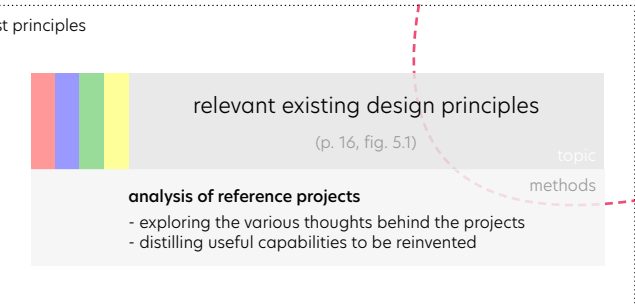 st principles
relevant existing design principles
(p. 16, fig. 5.1)
topic
methods
analysis of reference projects
- exploring the various thoughts behind the projects
- distilling useful capabilities to be reinvented